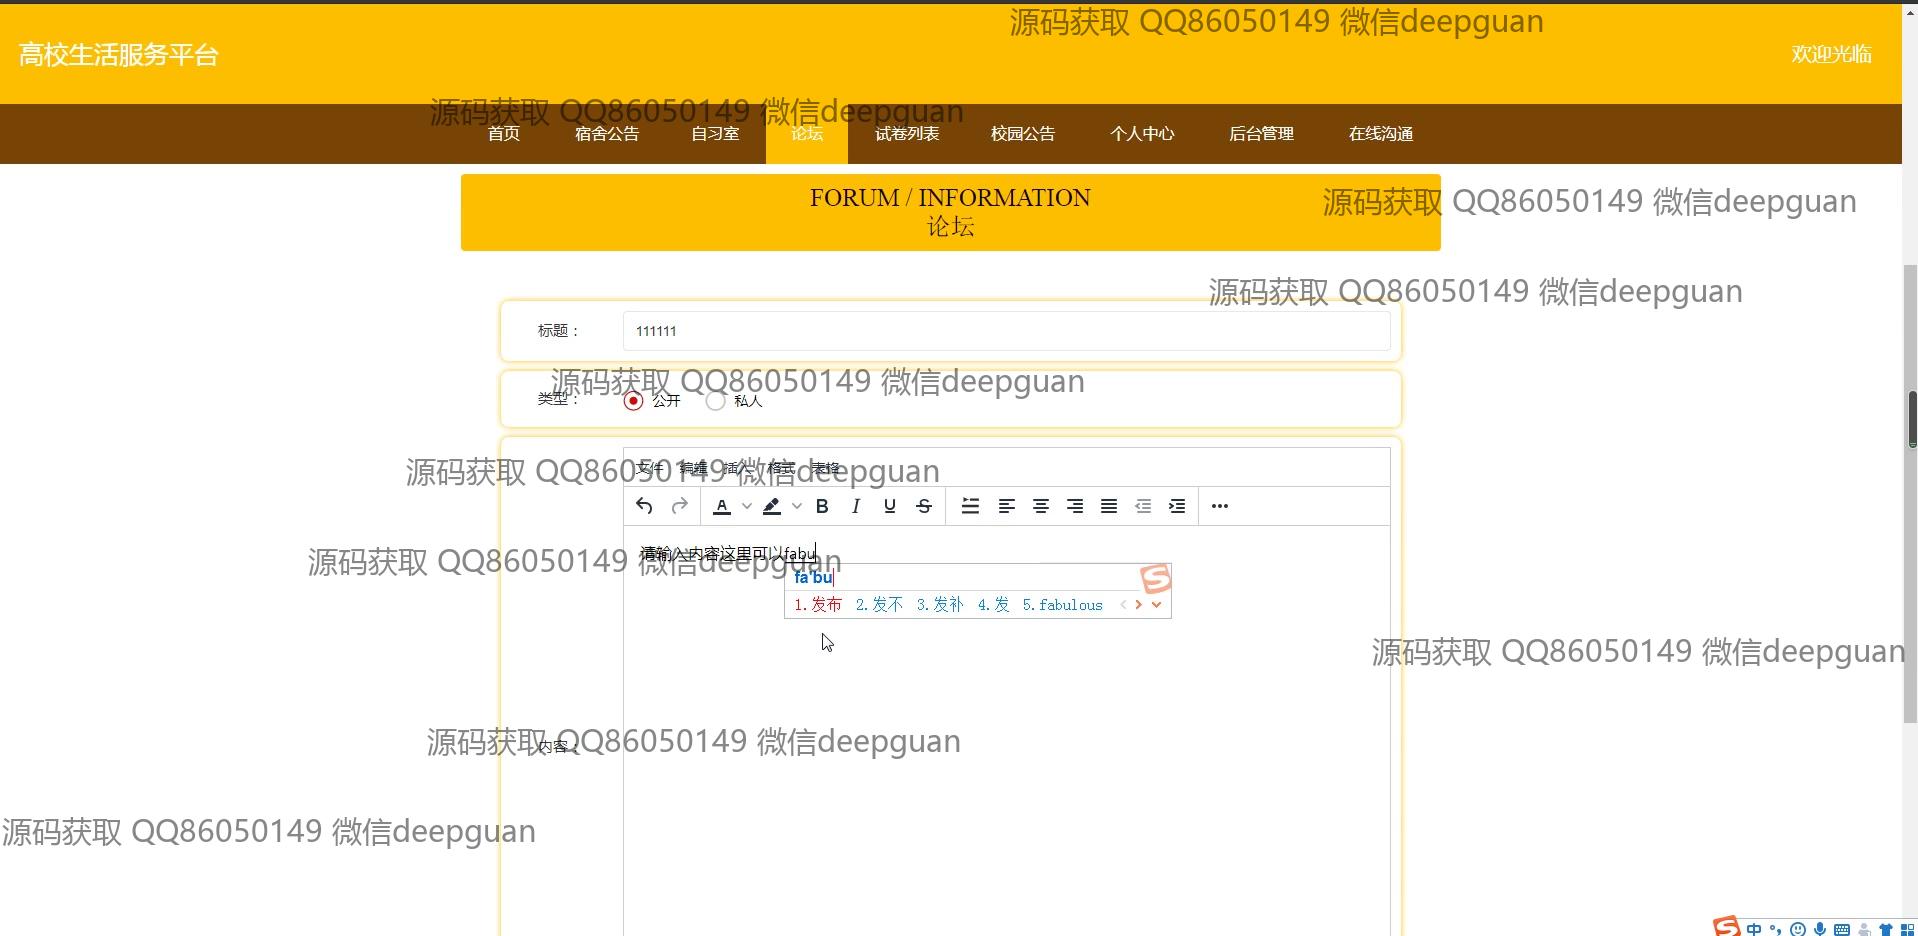 源码获取 QQ86050149 微信deepguan
高校生活服务平台
欢迎光临
源码获取 QQ86050149 微信deepguan
首页 宿舍公告 自习室 论坛 试卷列表 校园公告 个人中心 后台管理 在线沟通
FORUM / INFORMATION
源码获取 QQ86050149 微信deepguan
论坛
源码获取 QQ86050149 微信deepguan
标题： 111111
源码获取 QQ86050149 微信deepguan
类型： 公开 私人
文件 编辑 插入 格式 表格
源码获取 QQ86050149 微信deepguan
A B I U S
请输入内容这里可以fabu
源码获取 QQ86050149 微信deepguan
fa'bu
1.发布 2.发不 3.发补 4.发 5.fabulous
源码获取 QQ86050149 微信deepguan
源码获取 QQ86050149 微信deepguan
内容：
源码获取 QQ86050149 微信deepguan
中